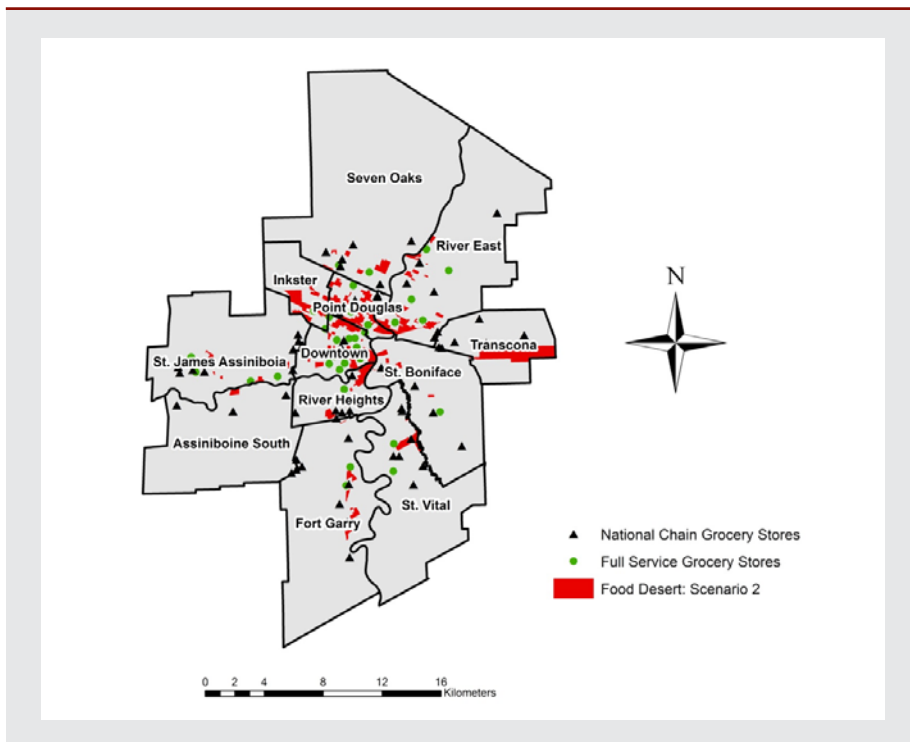 Seven Oaks
River East
N
Inkster
Point Douglas
Transcona
Downtown
St. James Assiniboia
St. Boniface
River Heights
Assiniboine South
St. Vital
Fort Garry
National Chain Grocery Stores
Full Service Grocery Stores
Food Desert: Scenario 2
0 2 4 8 12 16
Kilometers